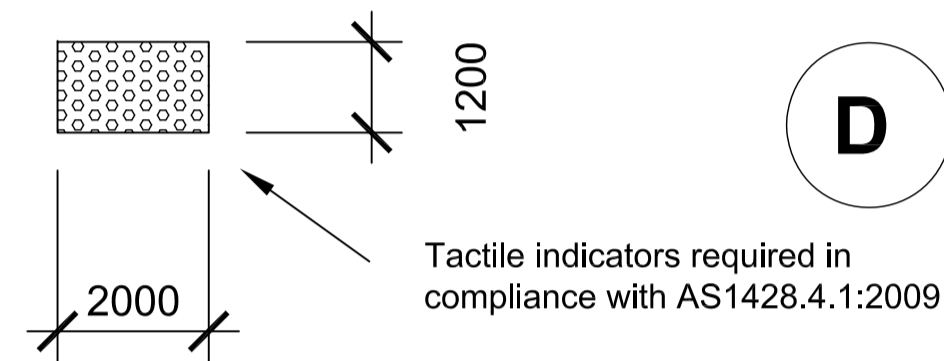 1200
D
Tactile indicators required in
compliance with AS1428.4.1:2009
2000